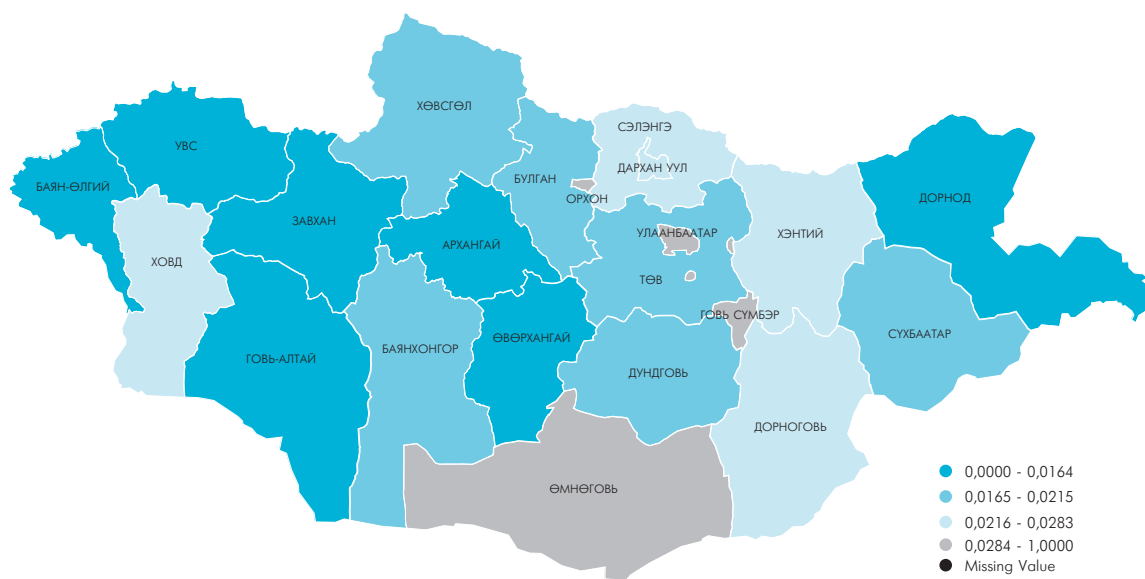 ХӨВСГӨЛ
СЭЛЭНГЭ
УВС
ДАРХАН УУЛ
БУЛГАН
БАЯН-ӨЛГИЙ
ОРХОН
ДОРНОД
ЗАВХАН
УЛААНБААТАР
ХЭНТИЙ
АРХАНГАЙ
ХОВД
ТӨВ
ГОВЬ СҮМБЭР
СҮХБААТАР
БАЯНХОНГОР
ӨВӨРХАНГАЙ
ГОВЬ-АЛТАЙ
ДУНДГОВЬ
ДОРНОГОВЬ
ӨМНӨГОВЬ
0,0000 - 0,0164
0,0165 - 0,0215
0,0216 - 0,0283
0,0284 - 1,0000
Missing Value